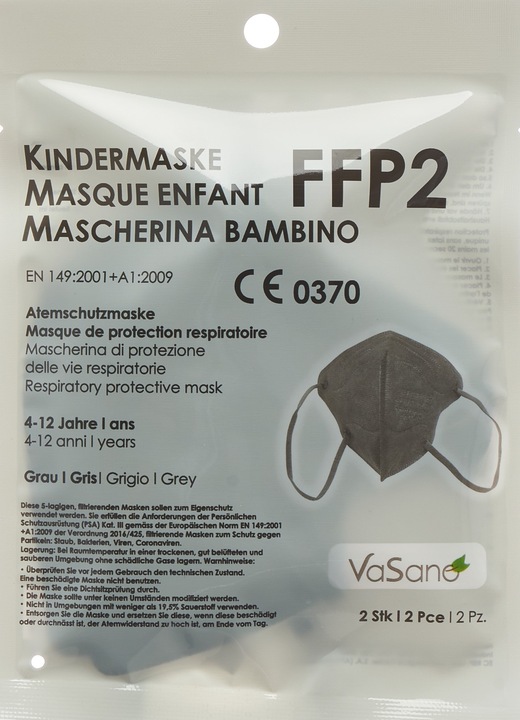 KINDERMASKE FFP2
MASQUE ENFANT
MASCHERINA BAMBINO
EN 149:2001+A1:2009
CE 0370
Atemschutzmaske
Masque de protection respiratoire
Mascherina di protezione
delle vie respiratorie
Respiratory protective mask
4-12 Jahre | ans
4-12 anni | years
Grau | Gris | Grigio | Grey
Diese 5-lagigen, filtrierenden Masken sollen zum Eigenschutz
verwendet werden. Sie erfüllen die Anforderungen der Persönlichen
Schutzausrüstung (PSA) Kat. III gemäss der Europäischen Norm EN 149:2001
+A1:2009 der Verordnung 2016/425, filtrierende Masken zum Schutz gegen
Partikeln: Staub, Bakterien, Viren, Coronaviren.
Lagerung: Bei Raumtemperatur in einer trockenen, gut belüfteten und
sauberen Umgebung ohne schädliche Gase lagern. Warnhinweise:
• Überprüfen Sie vor jedem Gebrauch den technischen Zustand.
Eine beschädigte Maske nicht benutzen.
• Führen Sie eine Dichtsitzprüfung durch.
• Die Maske sollte unter keinen Umständen modifiziert werden.
• Nicht in Umgebungen mit weniger als 19,5% Sauerstoff verwenden.
• Entsorgen Sie die Maske und ersetzen Sie diese, wenn diese beschädigt
oder durchnässt ist, der Atemwiderstand zu hoch ist, am Ende vom Tag.
VaSano
2 Stk | 2 Pce | 2 Pz.